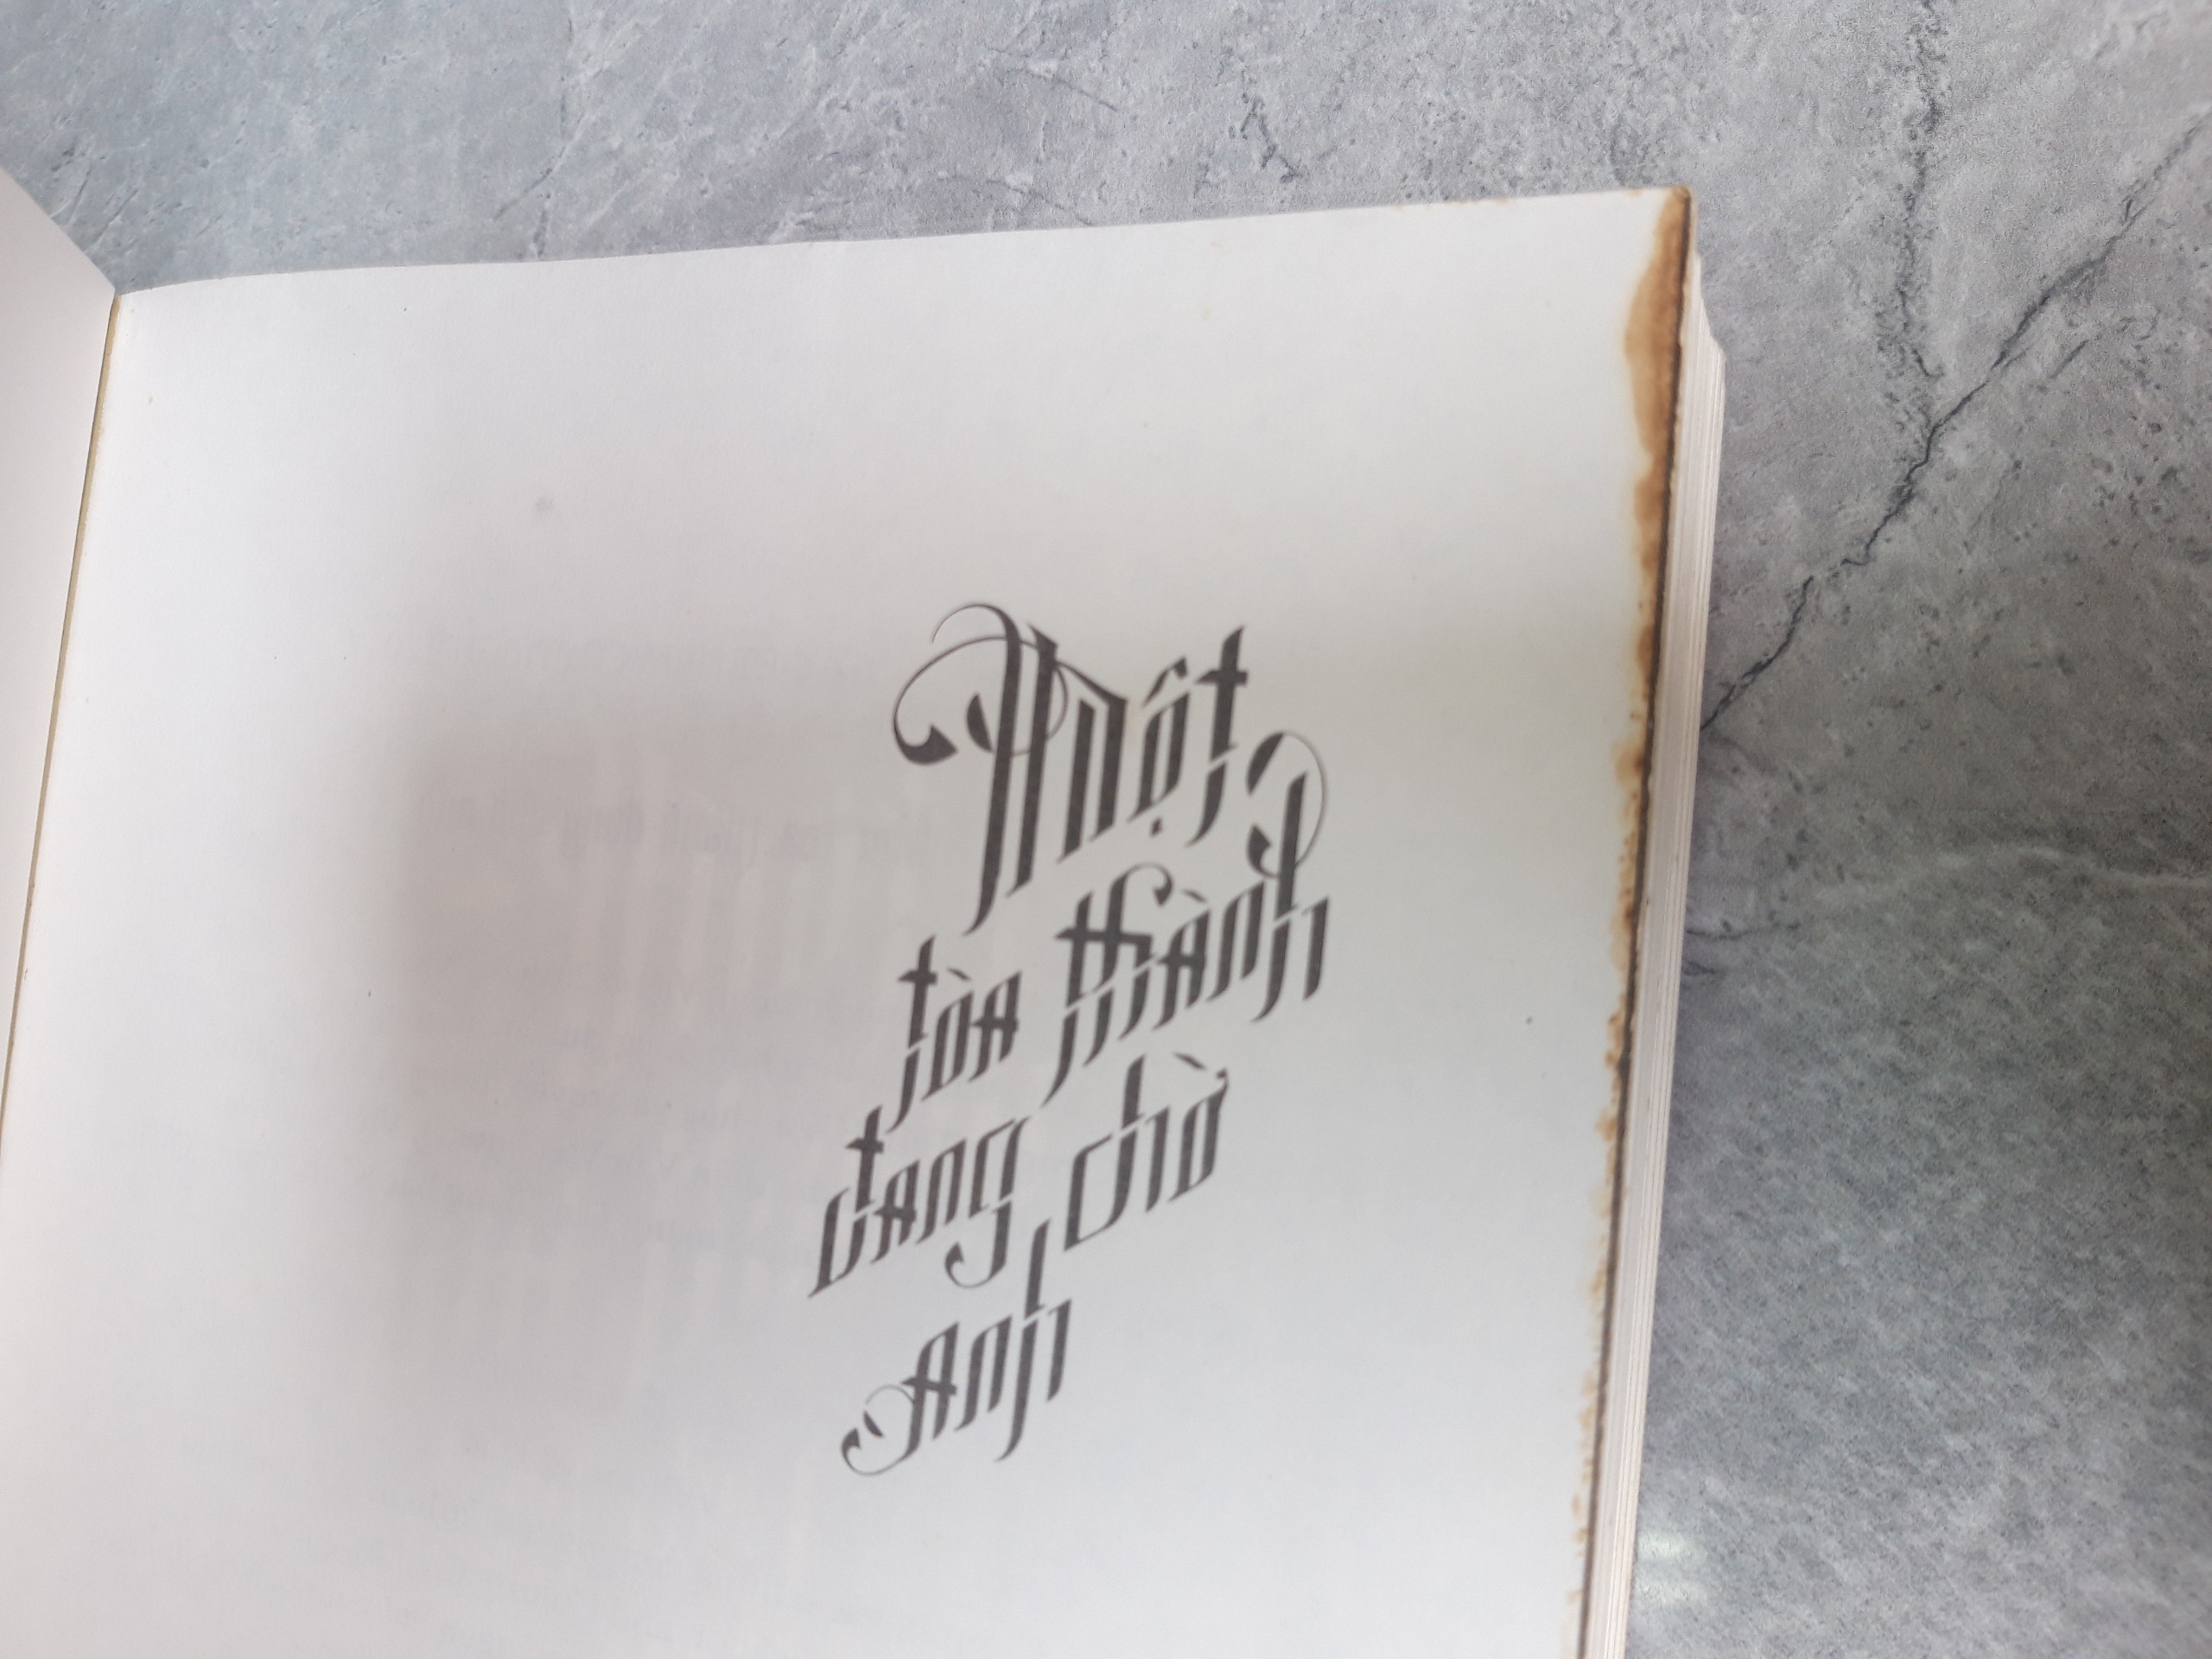 Một
tòa thành
đang chờ
Anh